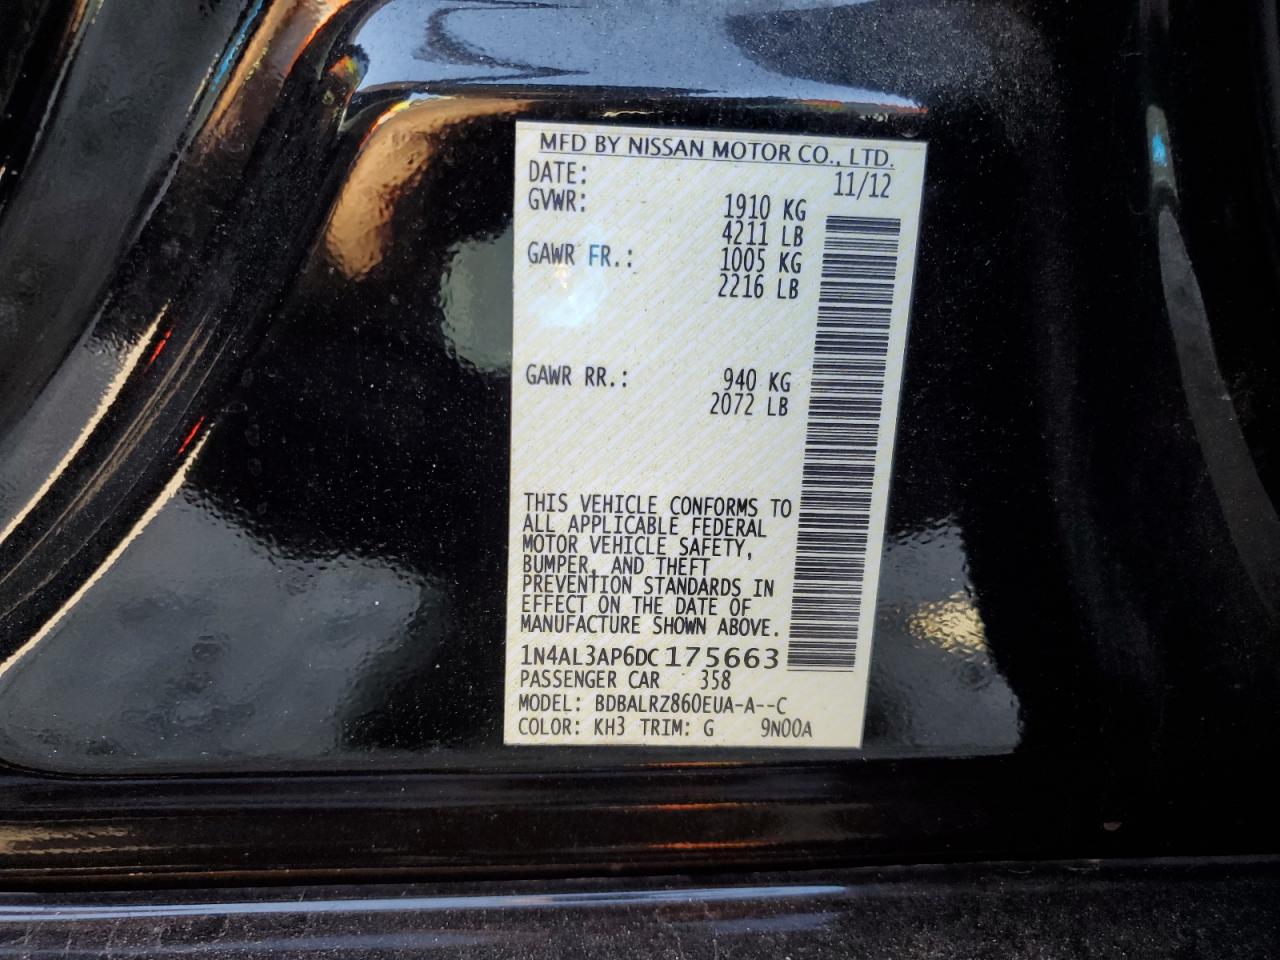 MFD BY NISSAN MOTOR CO., LTD.
DATE: 11/12
GVWR: 1910 KG
4211 LB
GAWR FR.: 1005 KG
2216 LB
GAWR RR.: 940 KG
2072 LB
THIS VEHICLE CONFORMS TO
ALL APPLICABLE FEDERAL
MOTOR VEHICLE SAFETY,
BUMPER, AND THEFT
PREVENTION STANDARDS IN
EFFECT ON THE DATE OF
MANUFACTURE SHOWN ABOVE.
1N4AL3AP6DC175663
PASSENGER CAR 358
MODEL: BDBALRZ860EUA-A--C
COLOR: KH3 TRIM: G 9N00A